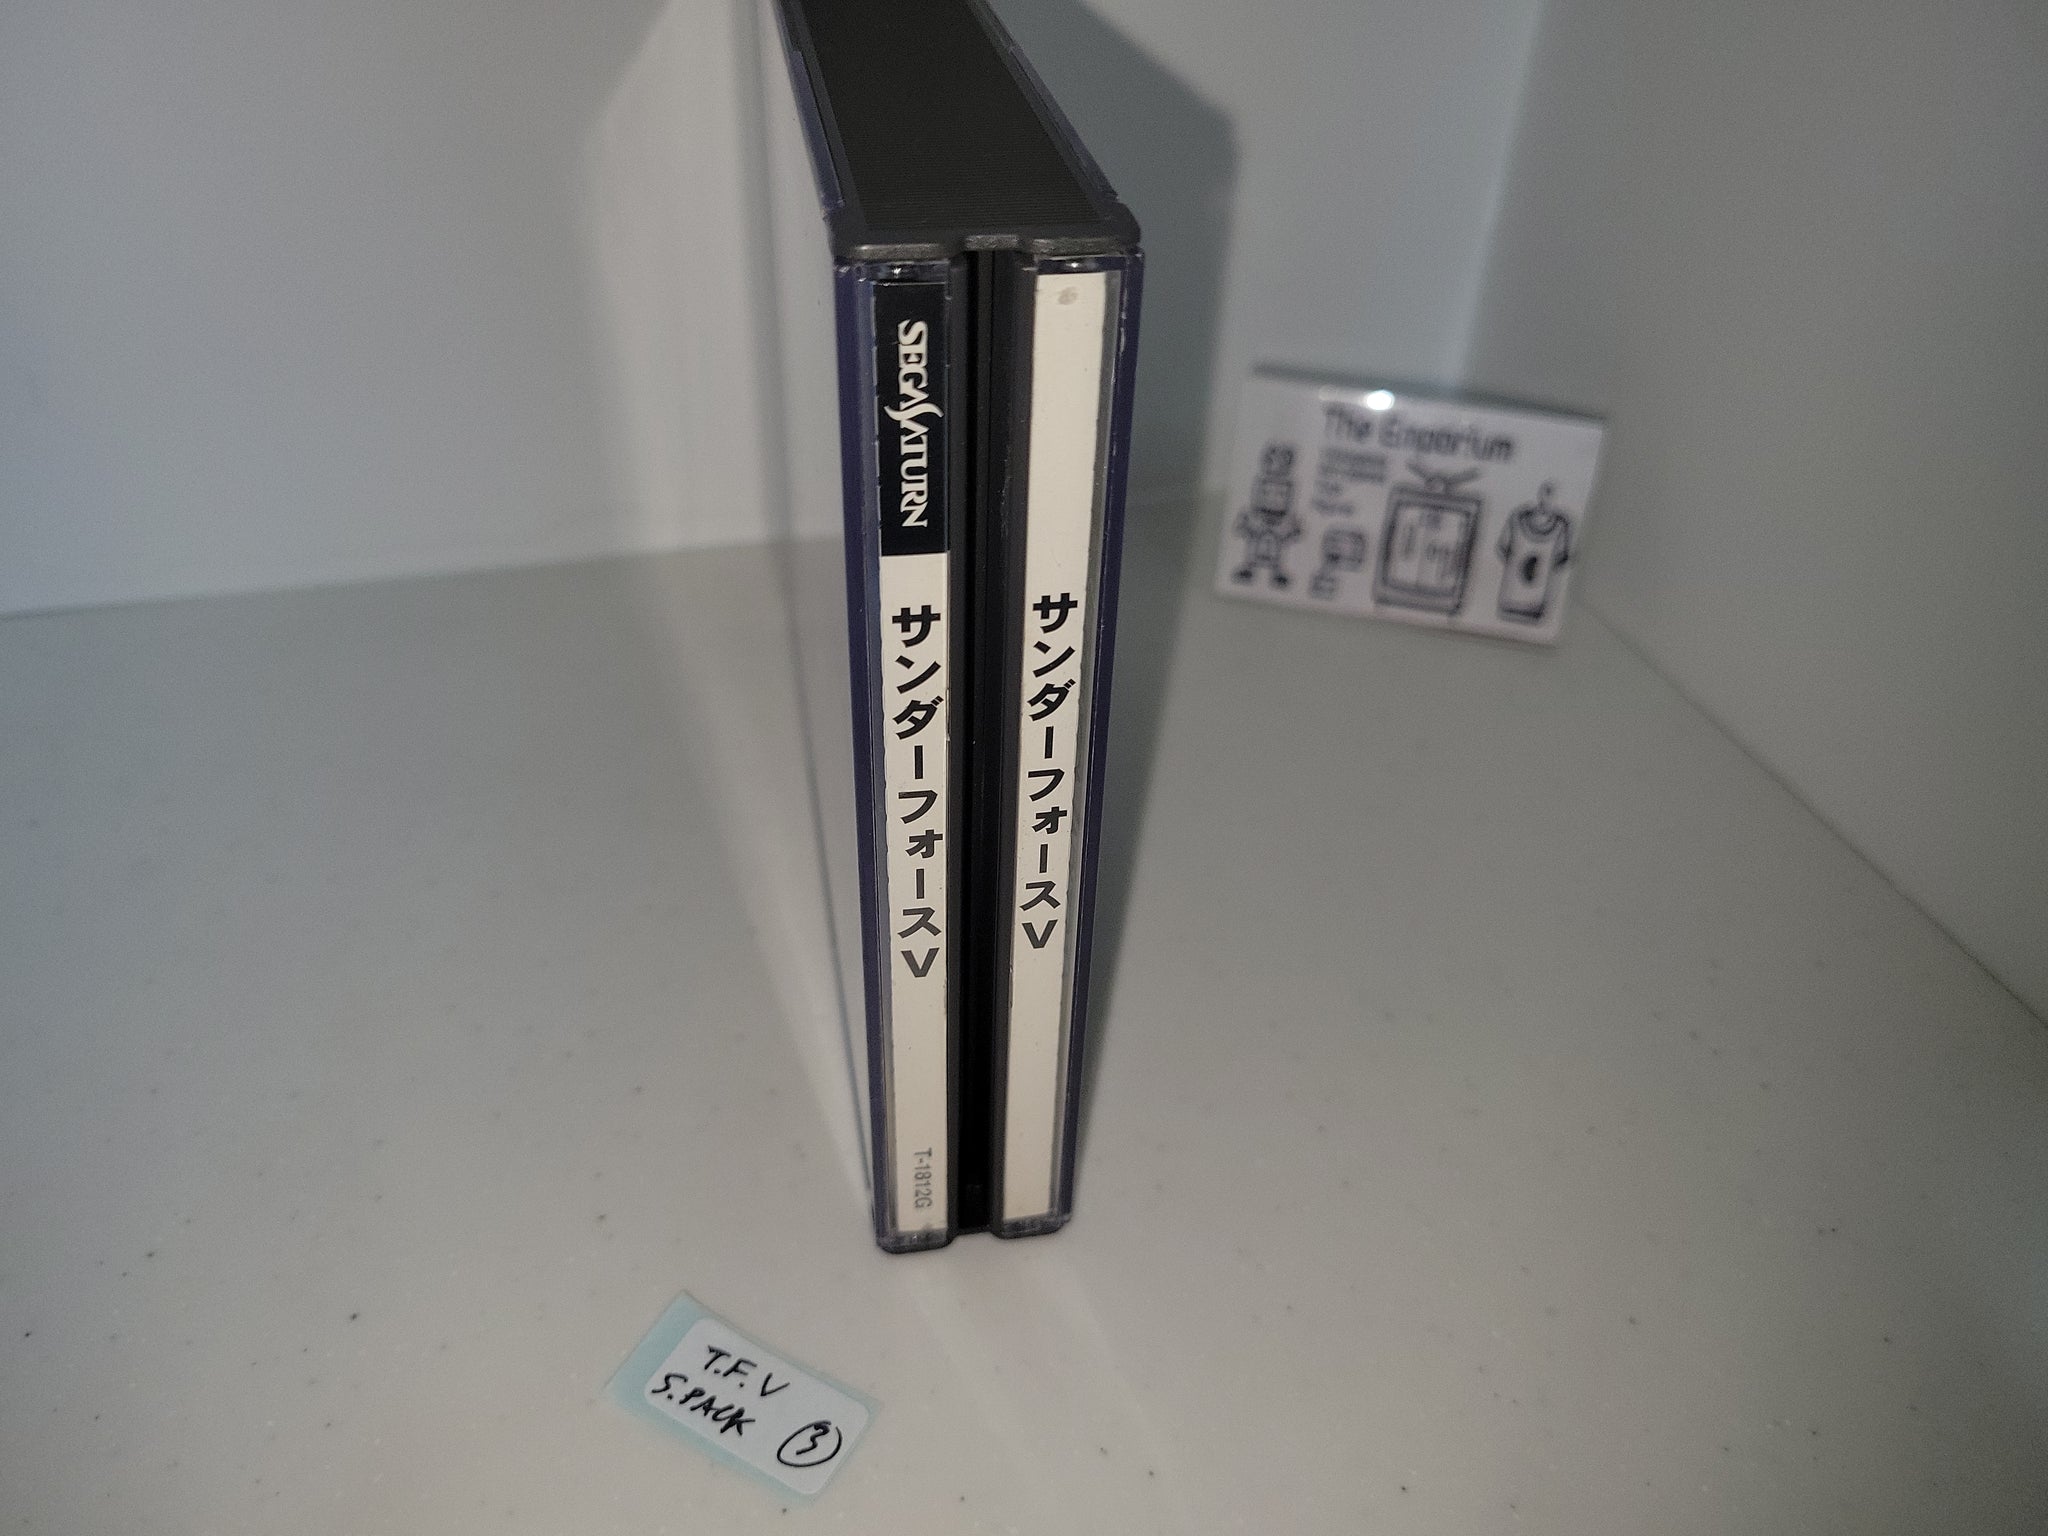 SEGA SATURN
サンダーフォースV
T-1812G
サンダーフォースV
The Emporium
T.F.V
S.PACK
3